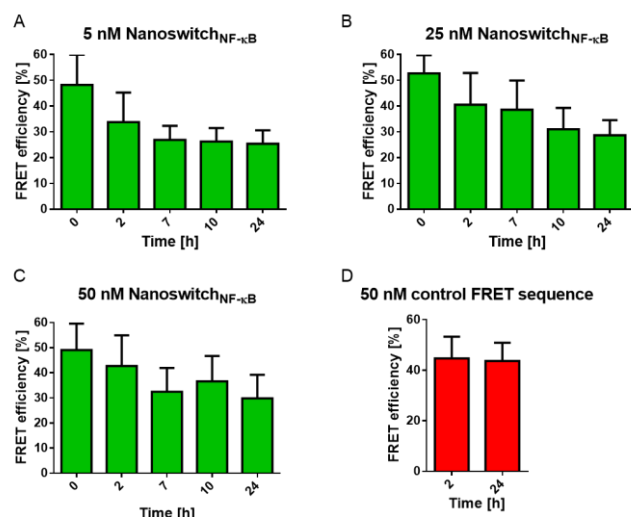 A
5 nM Nanoswitch NF-κB
FRET efficiency [%]
60
50
40
30
20
10
0
0 2 7 10 24
Time [h]
B
25 nM Nanoswitch NF-κB
FRET efficiency [%]
60
50
40
30
20
10
0
0 2 7 10 24
Time [h]
C
50 nM Nanoswitch NF-κB
FRET efficiency [%]
60
50
40
30
20
10
0
0 2 7 10 24
Time [h]
D
50 nM control FRET sequence
FRET efficiency [%]
60
40
20
0
2 24
Time [h]